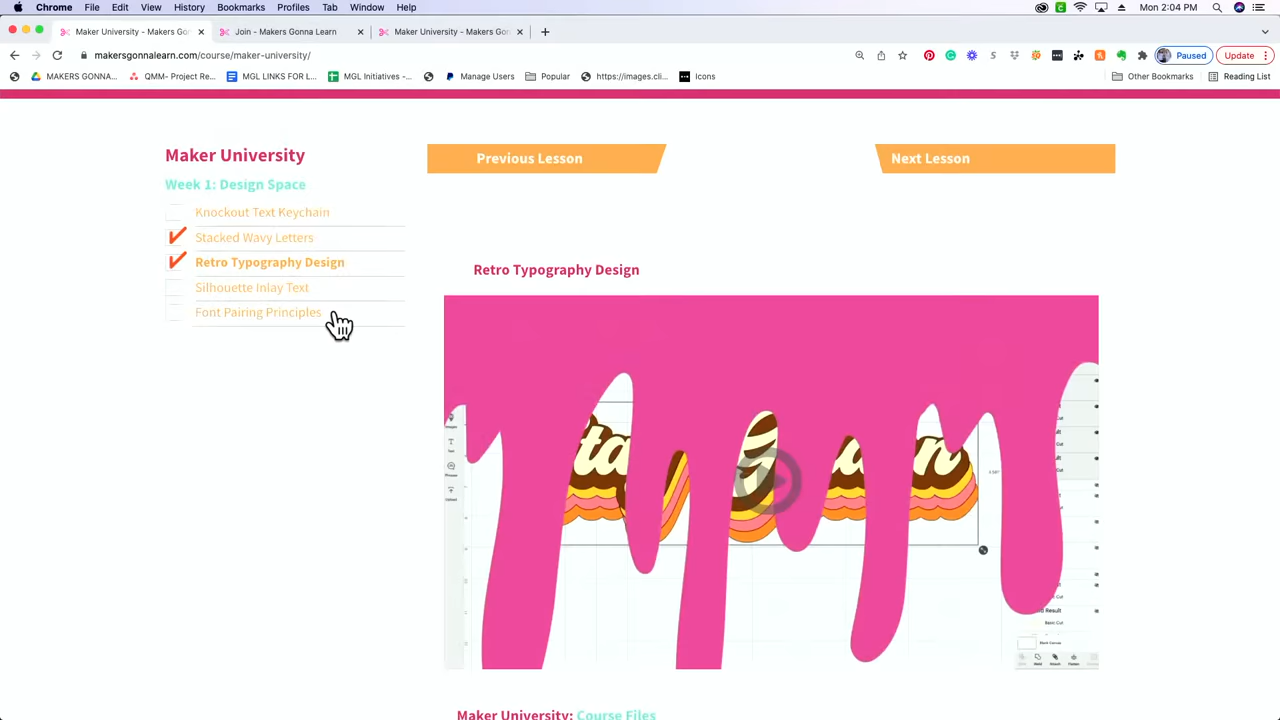 Chrome File Edit View History Bookmarks Profiles Tab Window Help Mon 2:04 PM
Maker University - Makers Gon Join - Makers Gonna Learn Maker University - Makers Gon
makersgonnalearn.com/course/maker-university/ Paused Update
MAKERS GONNA... QMM- Project Re... MGL LINKS FOR L... MGL Initiatives -... Manage Users Popular https://images.cli... Icons Other Bookmarks Reading List
Maker University
Week 1: Design Space
Knockout Text Keychain
Stacked Wavy Letters
Retro Typography Design
Silhouette Inlay Text
Font Pairing Principles
Previous Lesson
Next Lesson
Retro Typography Design
Maker University: Course Files